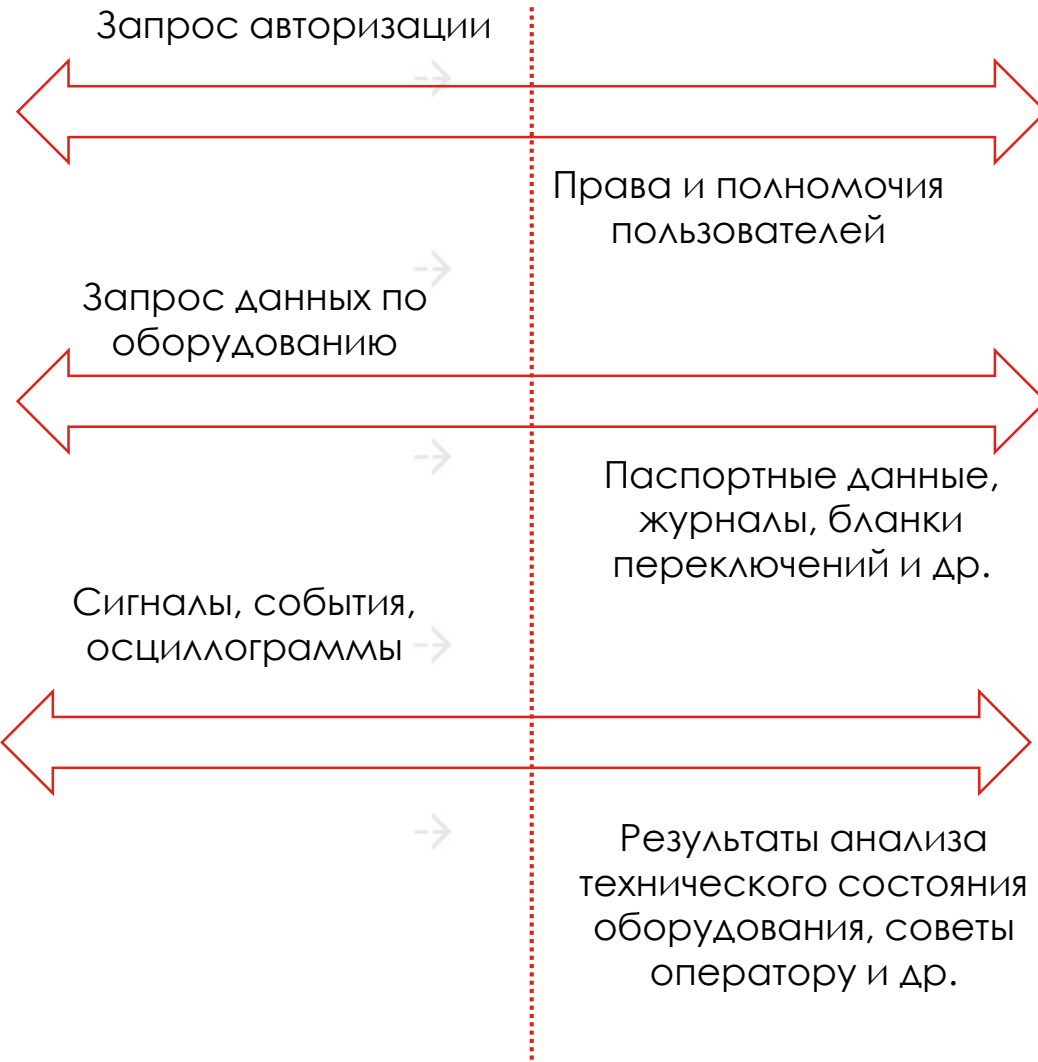 Запрос авторизации
Права и полномочия
пользователей
Запрос данных по
оборудованию
Паспортные данные,
журналы, бланки
переключений и др.
Сигналы, события,
осциллограммы
Результаты анализа
технического состояния
оборудования, советы
оператору и др.